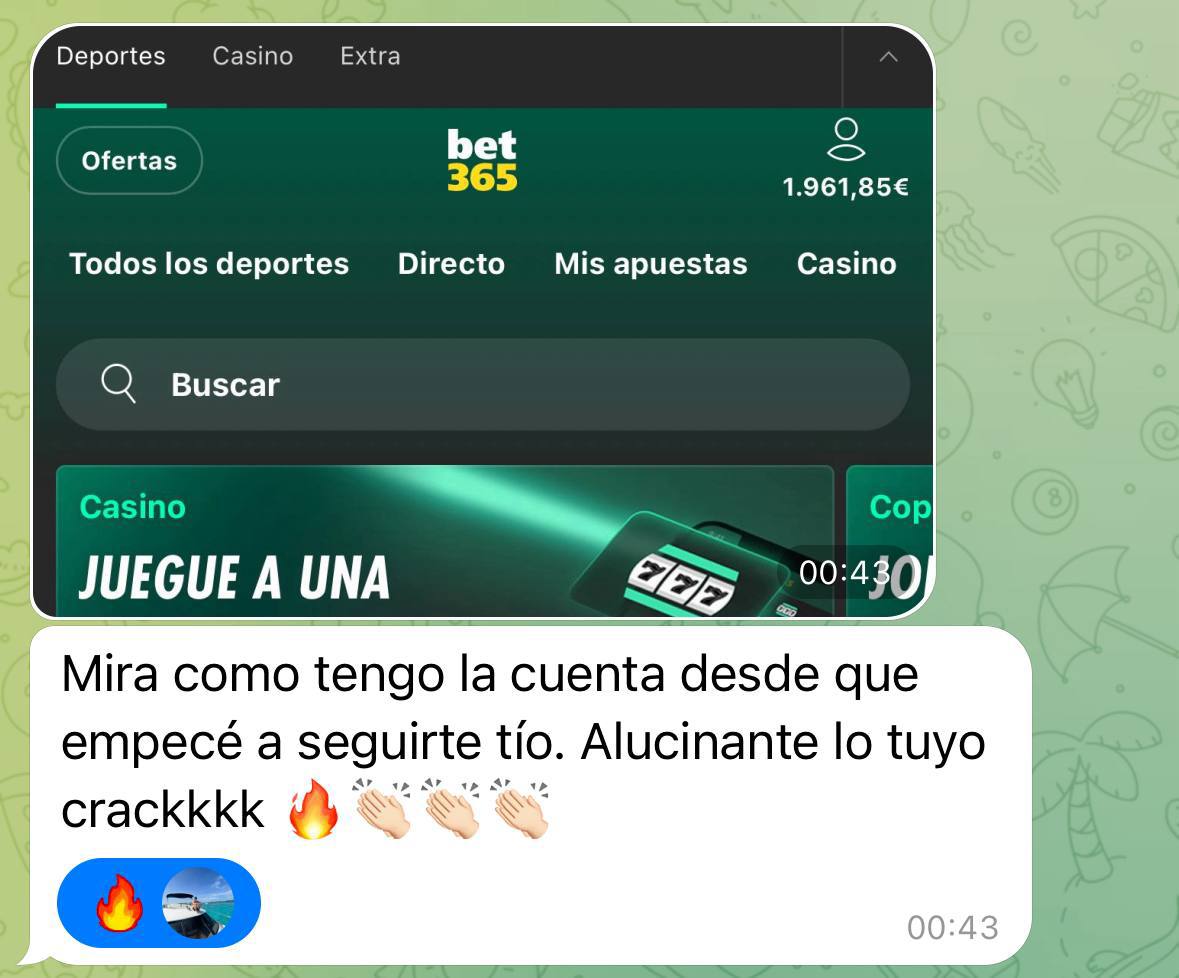 Deportes Casino Extra
Ofertas
bet
365
1.961,85€
Todos los deportes Directo Mis apuestas Casino
Buscar
Casino
Cop
JUEGUE A UNA
777
00:43
Mira como tengo la cuenta desde que
empecé a seguirte tío. Alucinante lo tuyo
crackkkk 🔥👏🏻👏🏻👏🏻
🔥
00:43